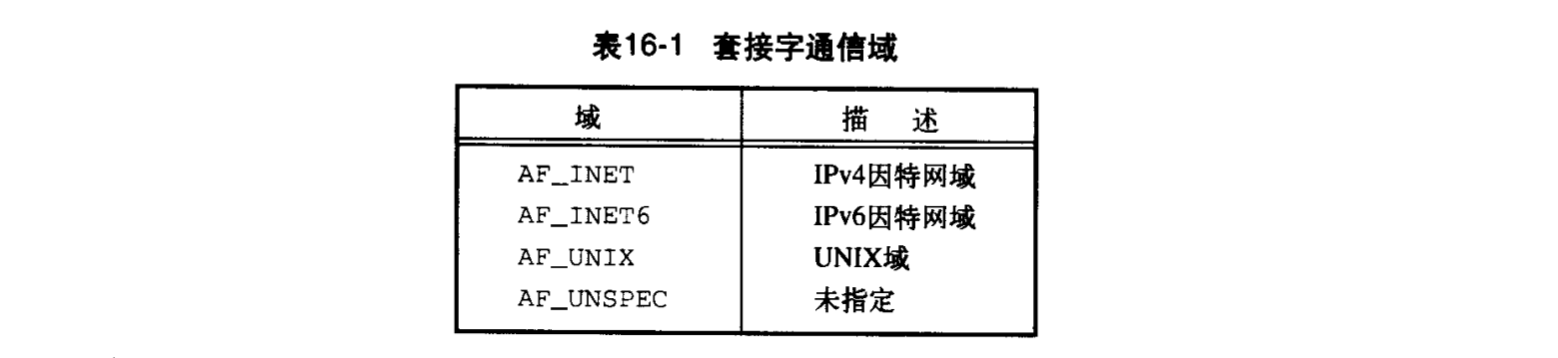 表16-1 套接字通信域
域 描 述
AF_INET IPv4因特网域
AF_INET6 IPv6因特网域
AF_UNIX UNIX域
AF_UNSPEC 未指定